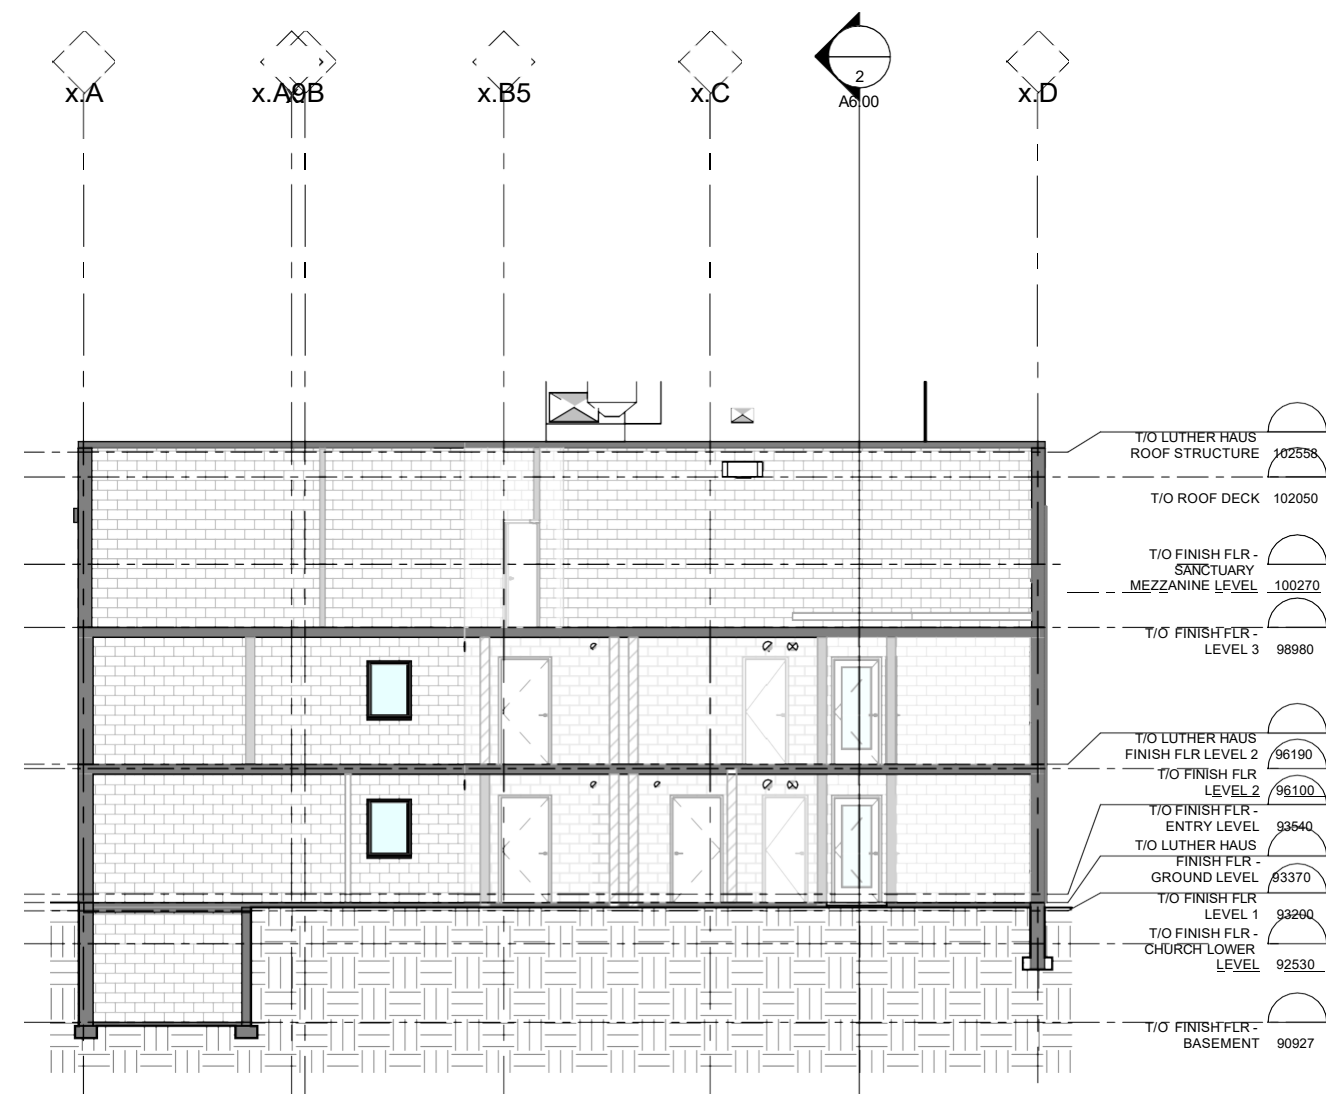 x.A
x.A9
x.B
x.B5
x.C
2
A6.00
x.D
T/O LUTHER HAUS
ROOF STRUCTURE 102558
T/O ROOF DECK 102050
T/O FINISH FLR -
SANCTUARY
MEZZANINE LEVEL 100270
T/O FINISH FLR -
LEVEL 3 98980
T/O LUTHER HAUS
FINISH FLR LEVEL 2 96190
T/O FINISH FLR
LEVEL 2 96100
T/O FINISH FLR -
ENTRY LEVEL 93540
T/O LUTHER HAUS
FINISH FLR -
GROUND LEVEL 93370
T/O FINISH FLR
LEVEL 1 93200
T/O FINISH FLR -
CHURCH LOWER
LEVEL 92530
T/O FINISH FLR -
BASEMENT 90927